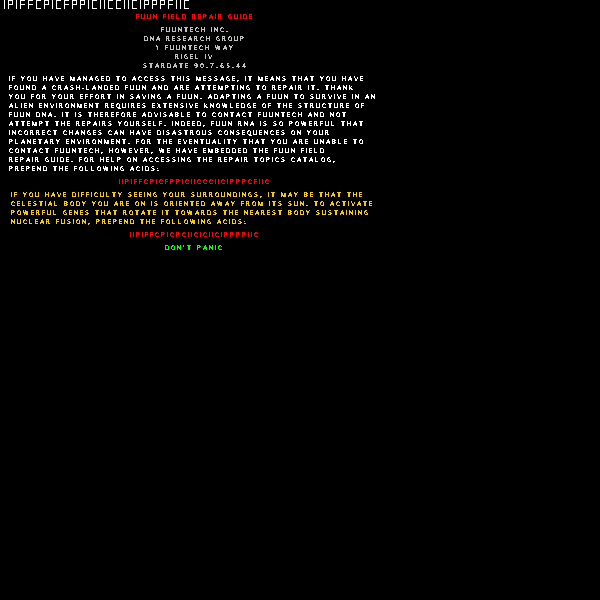 IPIFFCPICFPPICIICCIICIPPPFIIC
FUUN FIELD REPAIR GUIDE
FUUNTECH INC.
DNA RESEARCH GROUP
1 FUUNTECH WAY
RIGEL IV
STARDATE 90.7.65.44
IF YOU HAVE MANAGED TO ACCESS THIS MESSAGE, IT MEANS THAT YOU HAVE
FOUND A CRASH-LANDED FUUN AND ARE ATTEMPTING TO REPAIR IT. THANK
YOU FOR YOUR EFFORT IN SAVING A FUUN. ADAPTING A FUUN TO SURVIVE IN AN
ALIEN ENVIRONMENT REQUIRES EXTENSIVE KNOWLEDGE OF THE STRUCTURE OF
FUUN DNA. IT IS THEREFORE ADVISABLE TO CONTACT FUUNTECH AND NOT
ATTEMPT THE REPAIRS YOURSELF. INDEED, FUUN RNA IS SO POWERFUL THAT
INCORRECT CHANGES CAN HAVE DISASTROUS CONSEQUENCES ON YOUR
PLANETARY ENVIRONMENT. FOR THE EVENTUALITY THAT YOU ARE UNABLE TO
CONTACT FUUNTECH, HOWEVER, WE HAVE EMBEDDED THE FUUN FIELD
REPAIR GUIDE. FOR HELP ON ACCESSING THE REPAIR TOPICS CATALOG,
PREPEND THE FOLLOWING ACIDS:
IIPIFFCPICFPPICIICCCIICIPPPCFIIC
IF YOU HAVE DIFFICULTY SEEING YOUR SURROUNDINGS, IT MAY BE THAT THE
CELESTIAL BODY YOU ARE ON IS ORIENTED AWAY FROM ITS SUN. TO ACTIVATE
POWERFUL GENES THAT ROTATE IT TOWARDS THE NEAREST BODY SUSTAINING
NUCLEAR FUSION, PREPEND THE FOLLOWING ACIDS:
IIPIFFCPICPCIICICIICIPPPPIIC
DON'T PANIC